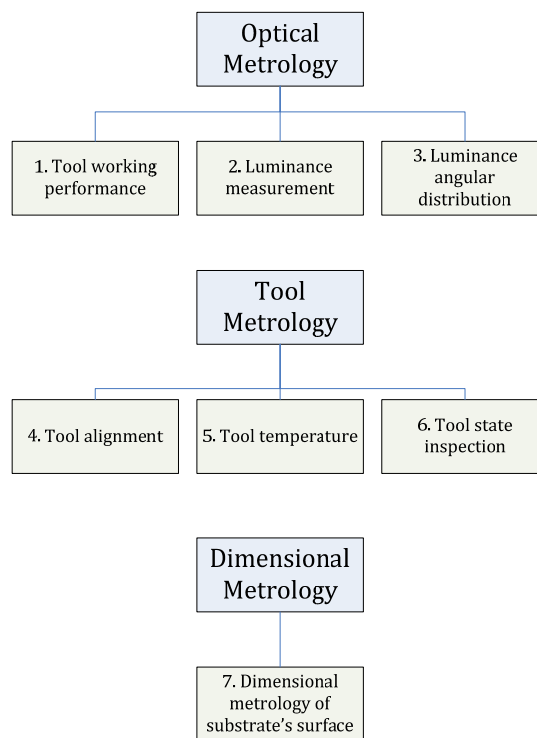 Optical
Metrology
1. Tool working
performance
2. Luminance
measurement
3. Luminance
angular
distribution
Tool
Metrology
4. Tool alignment
5. Tool temperature
6. Tool state
inspection
Dimensional
Metrology
7. Dimensional
metrology of
substrate's surface